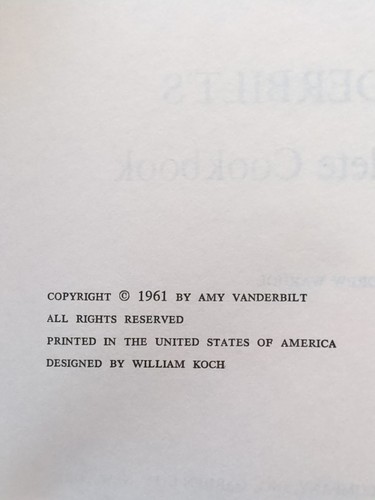 COPYRIGHT © 1961 BY AMY VANDERBILT
ALL RIGHTS RESERVED
PRINTED IN THE UNITED STATES OF AMERICA
DESIGNED BY WILLIAM KOCH